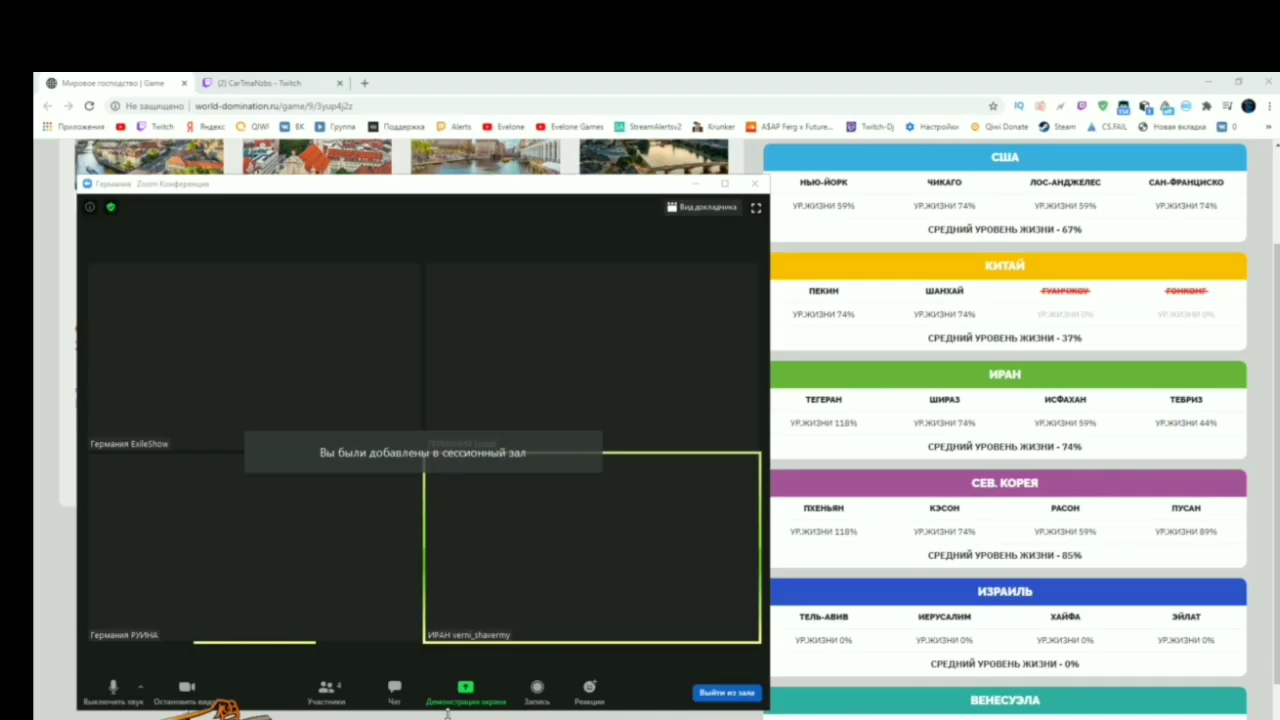 Мировое господство | Game
(2) CarTmaNzbs - Twitch
Не защищено
world-domination.ru/game/9/3yup4j2z
Приложения
Twitch
Яндекс
QIWI
ВК
Группа
Поддержка
Alerts
Evelone
Evelone Games
StreamAlertsv2
Krunker
A$AP Ferg x Future...
Twitch-Dj
Настройки
Qiwi Donate
Steam
CS.FAIL
Новая вкладка
0
»
Германия Zoom Конференция
Вид докладчика
Германия ExileShow
Вы были добавлены в сессионный зал
Германия РУИНА
ИРАН verni_shavermy
Выключить звук
Остановить вид
4
Участники
Чат
Демонстрация экрана
Запись
Реакции
Выйти из зала
США
НЬЮ-ЙОРК ЧИКАГО ЛОС-АНДЖЕЛЕС САН-ФРАНЦИСКО
УР.ЖИЗНИ 59% УР.ЖИЗНИ 74% УР.ЖИЗНИ 59% УР.ЖИЗНИ 74%
СРЕДНИЙ УРОВЕНЬ ЖИЗНИ - 67%
КИТАЙ
ПЕКИН ШАНХАЙ ГУАНЧЖОУ ГОНКОНГ
УР.ЖИЗНИ 74% УР.ЖИЗНИ 74% УР.ЖИЗНИ 0% УР.ЖИЗНИ 0%
СРЕДНИЙ УРОВЕНЬ ЖИЗНИ - 37%
ИРАН
ТЕГЕРАН ШИРАЗ ИСФАХАН ТЕБРИЗ
УР.ЖИЗНИ 118% УР.ЖИЗНИ 74% УР.ЖИЗНИ 59% УР.ЖИЗНИ 44%
СРЕДНИЙ УРОВЕНЬ ЖИЗНИ - 74%
СЕВ. КОРЕЯ
ПХЕНЬЯН КЭСОН РАСОН ПУСАН
УР.ЖИЗНИ 118% УР.ЖИЗНИ 74% УР.ЖИЗНИ 59% УР.ЖИЗНИ 89%
СРЕДНИЙ УРОВЕНЬ ЖИЗНИ - 85%
ИЗРАИЛЬ
ТЕЛЬ-АВИВ ИЕРУСАЛИМ ХАЙФА ЭЙЛАТ
УР.ЖИЗНИ 0% УР.ЖИЗНИ 0% УР.ЖИЗНИ 0% УР.ЖИЗНИ 0%
СРЕДНИЙ УРОВЕНЬ ЖИЗНИ - 0%
ВЕНЕСУЭЛА